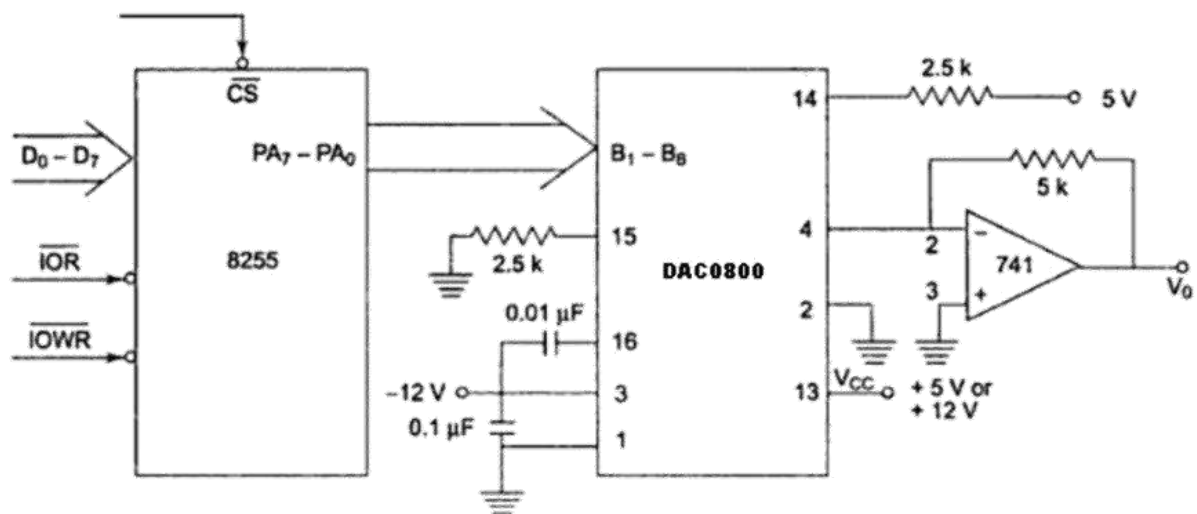 CS
D0 – D7
PA7 – PA0
IOR
8255
IOWR
B1 – B8
DAC0800
14
2.5 k
5 V
5 k
15
2.5 k
4
2
741
−
3
+
V0
2
0.01 μF
16
–12 V
3
13
VCC
+ 5 V or
+ 12 V
0.1 μF
1